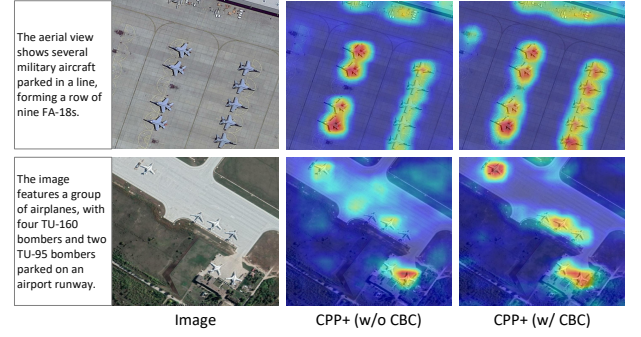 The aerial view
shows several
military aircraft
parked in a line,
forming a row of
nine FA-18s.
The image
features a group
of airplanes, with
four TU-160
bombers and two
TU-95 bombers
parked on an
airport runway.
Image
CPP+ (w/o CBC)
CPP+ (w/ CBC)